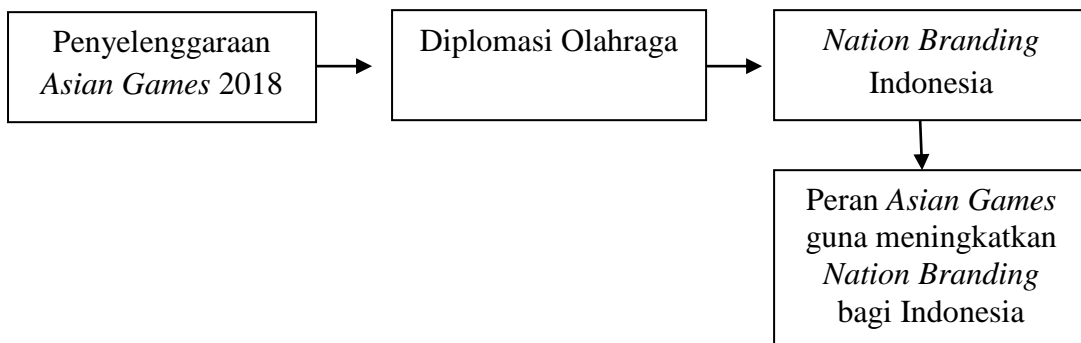 Penyelenggaraan
Asian Games 2018
Diplomasi Olahraga
Nation Branding
Indonesia
Peran Asian Games
guna meningkatkan
Nation Branding
bagi Indonesia